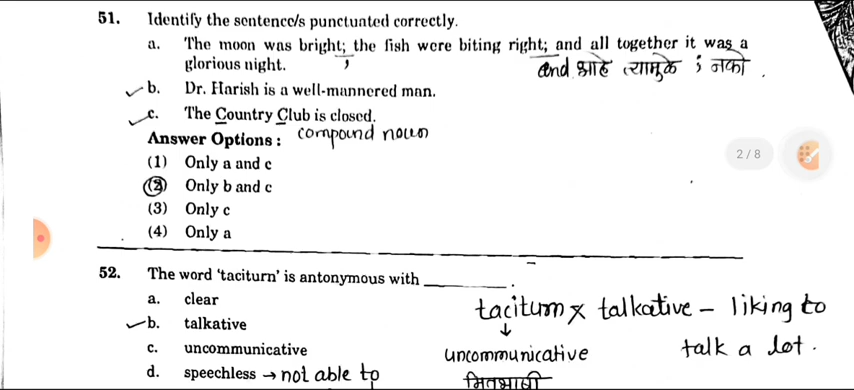 51. Identify the sentence/s punctuated correctly.
a. The moon was bright; the fish were biting right; and all together it was a
glorious night. , and आहे त्यामुळे ; नको .
b. Dr. Harish is a well-mannered man.
c. The Country Club is closed.
Answer Options : compound noun
(1) Only a and c
2 / 8
(2) Only b and c
(3) Only c
(4) Only a
52. The word 'taciturn' is antonymous with ________.
a. clear
taciturn x talkative – liking to
b. talkative
c. uncommunicative uncommunicative talk a lot.
d. speechless → not able to मितभाषी